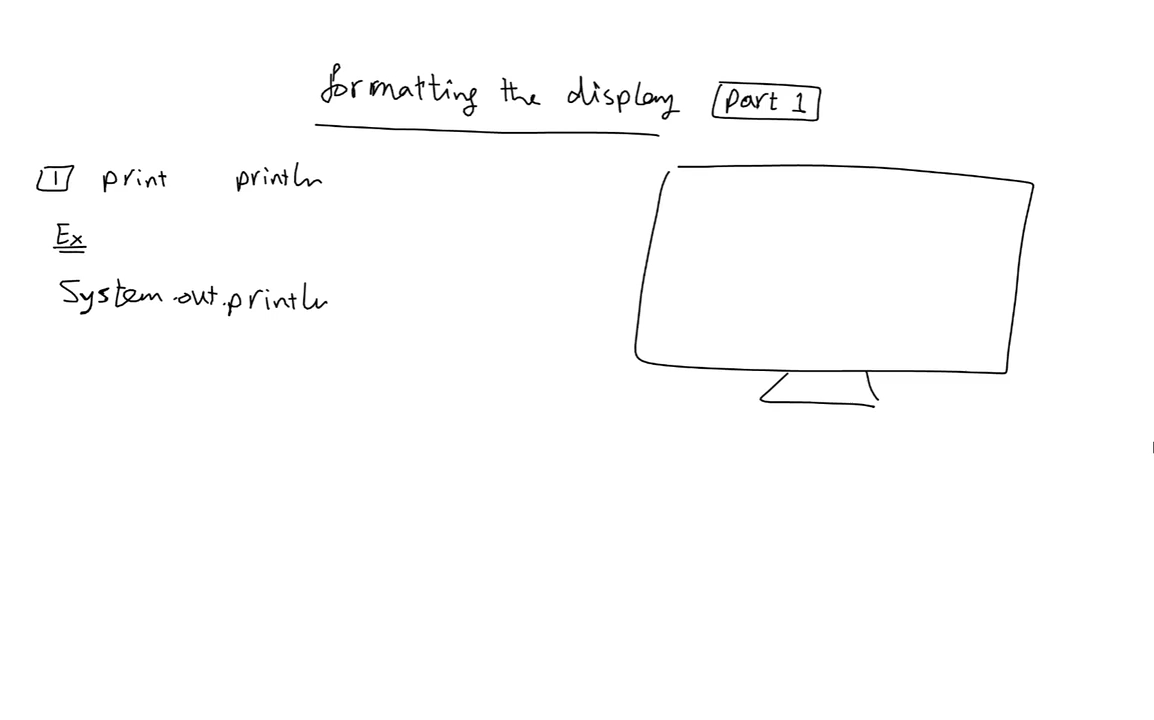 formatting the display part 1
1 print println
Ex
System.out.println